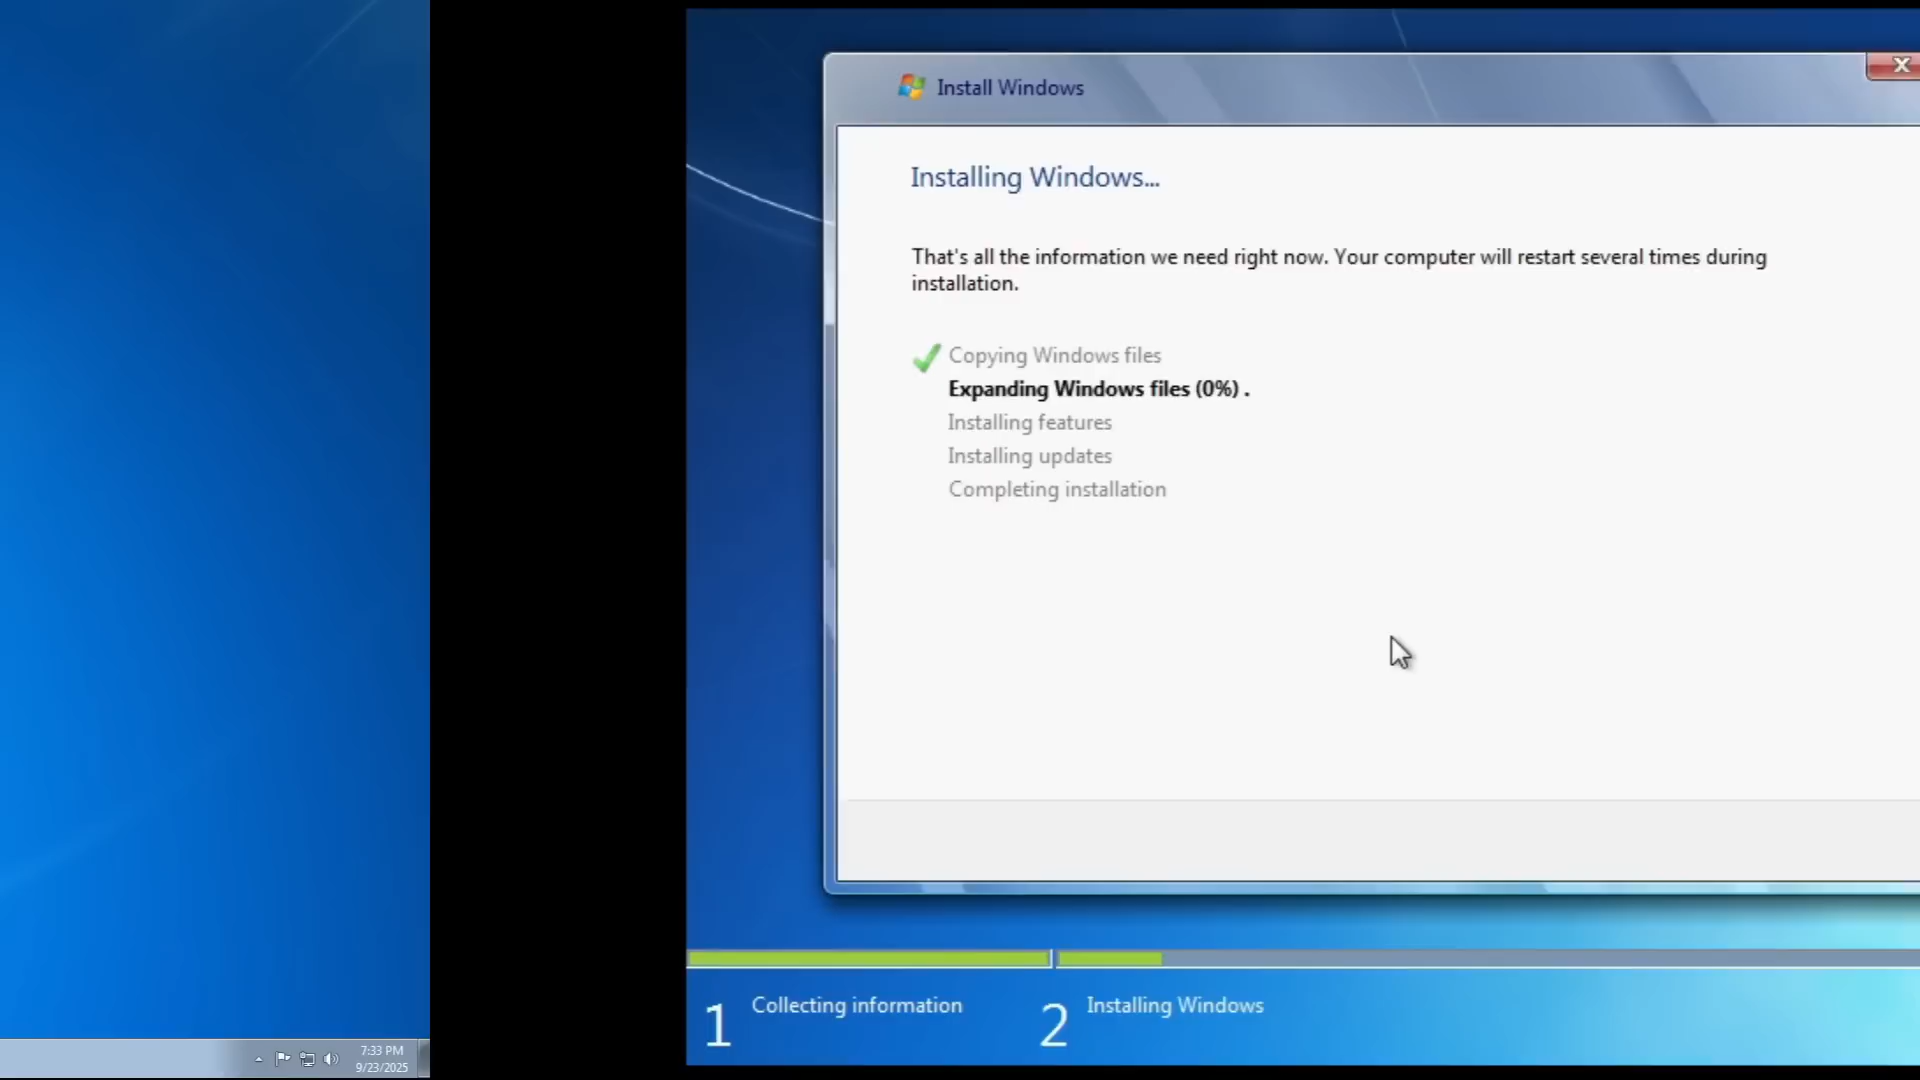 Install Windows
Installing Windows...
That's all the information we need right now. Your computer will restart several times during
installation.
Copying Windows files
Expanding Windows files (0%) .
Installing features
Installing updates
Completing installation
1 Collecting information
2 Installing Windows
7:33 PM
9/23/2025